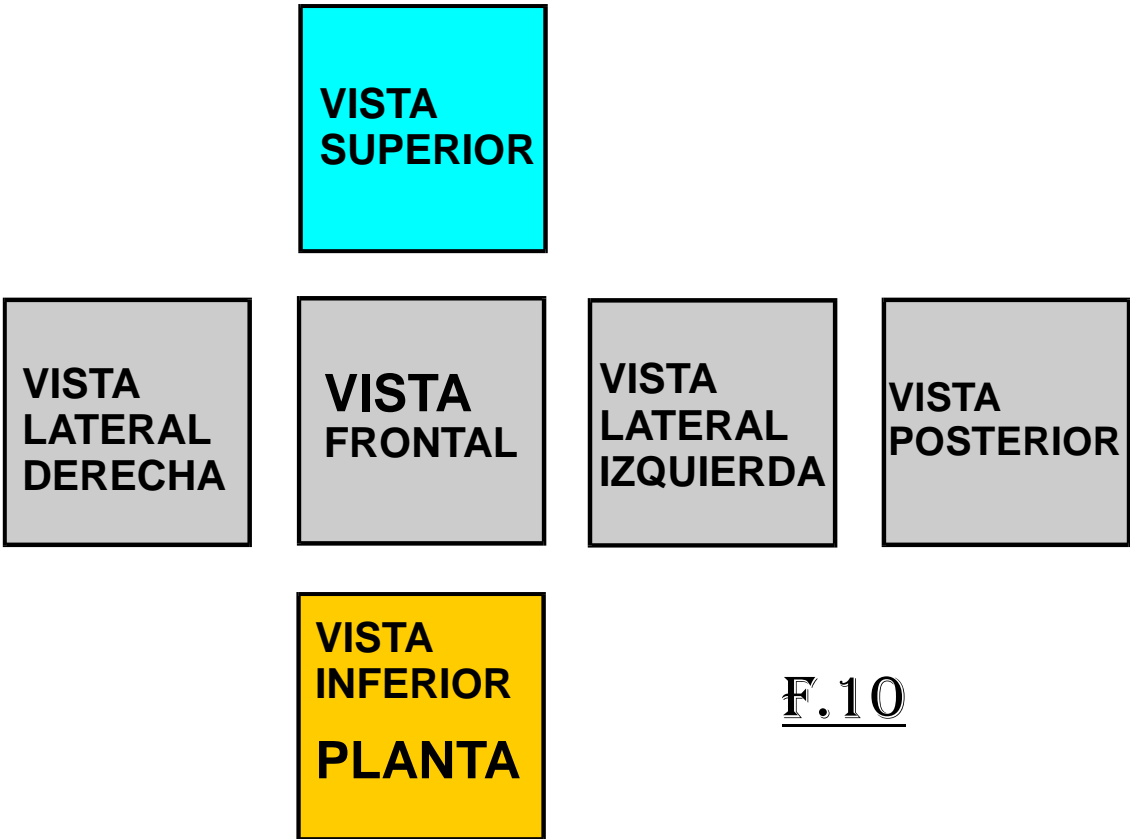 VISTA
SUPERIOR
VISTA
LATERAL
DERECHA
VISTA
FRONTAL
VISTA
LATERAL
IZQUIERDA
VISTA
POSTERIOR
VISTA
INFERIOR
PLANTA
F.10